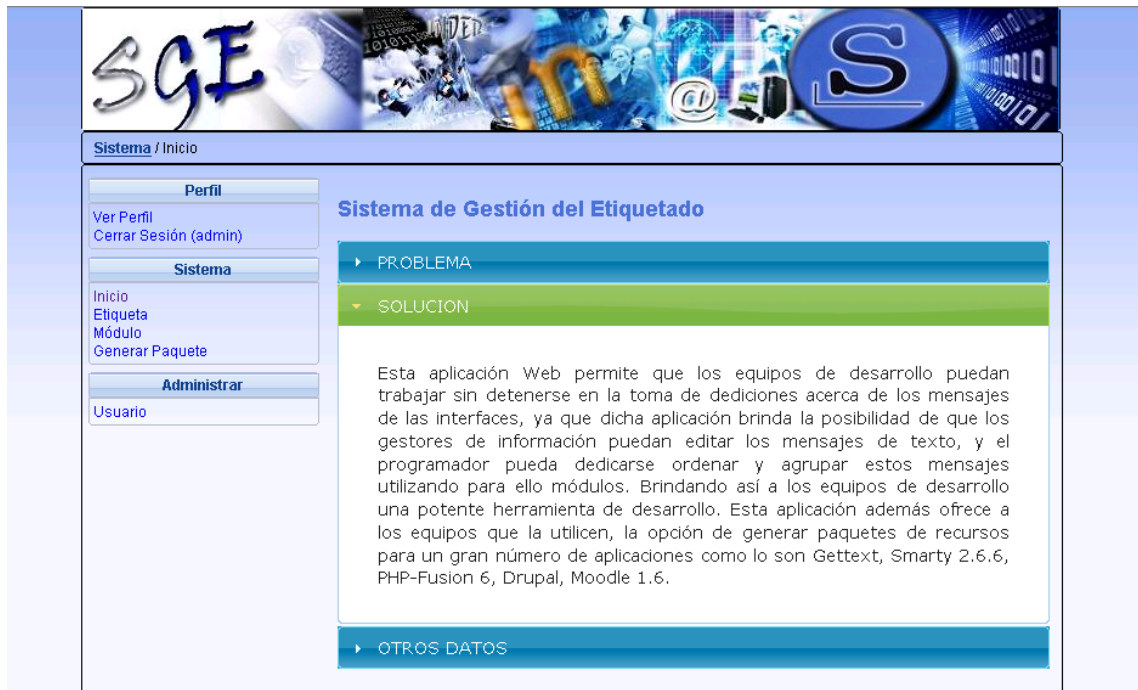 SGE
UNDER
in
@
S
Sistema / Inicio
Perfil
Ver Perfil
Cerrar Sesión (admin)
Sistema
Inicio
Etiqueta
Módulo
Generar Paquete
Administrar
Usuario
Sistema de Gestión del Etiquetado
PROBLEMA
SOLUCION
Esta aplicación Web permite que los equipos de desarrollo puedan
trabajar sin detenerse en la toma de dediciones acerca de los mensajes
de las interfaces, ya que dicha aplicación brinda la posibilidad de que los
gestores de información puedan editar los mensajes de texto, y el
programador pueda dedicarse ordenar y agrupar estos mensajes
utilizando para ello módulos. Brindando así a los equipos de desarrollo
una potente herramienta de desarrollo. Esta aplicación además ofrece a
los equipos que la utilicen, la opción de generar paquetes de recursos
para un gran número de aplicaciones como lo son Gettext, Smarty 2.6.6,
PHP-Fusion 6, Drupal, Moodle 1.6.
OTROS DATOS